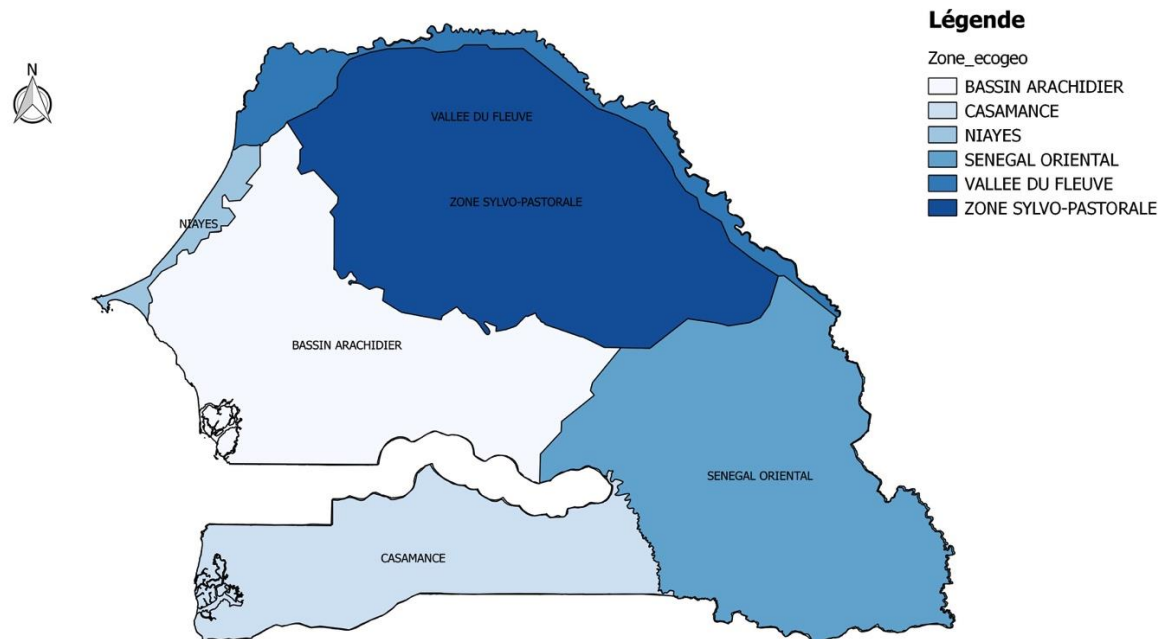 Légende
Zone_ecogeo
BASSIN ARACHIDIER
CASAMANCE
NIAYES
SENEGAL ORIENTAL
VALLEE DU FLEUVE
ZONE SYLVO-PASTORALE
N
VALLEE DU FLEUVE
ZONE SYLVO-PASTORALE
NIAYES
BASSIN ARACHIDIER
SENEGAL ORIENTAL
CASAMANCE